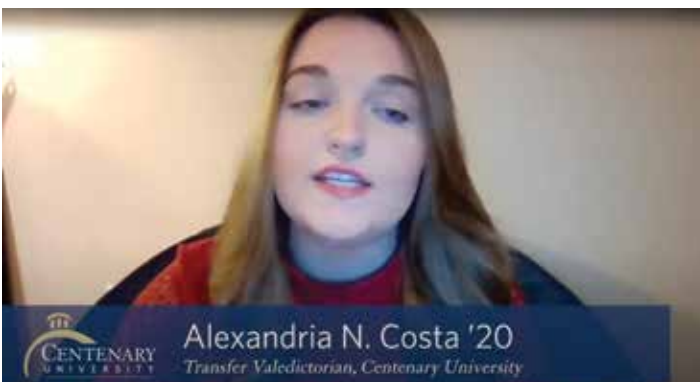 CENTENARY
UNIVERSITY
Alexandria N. Costa '20
Transfer Valedictorian, Centenary University